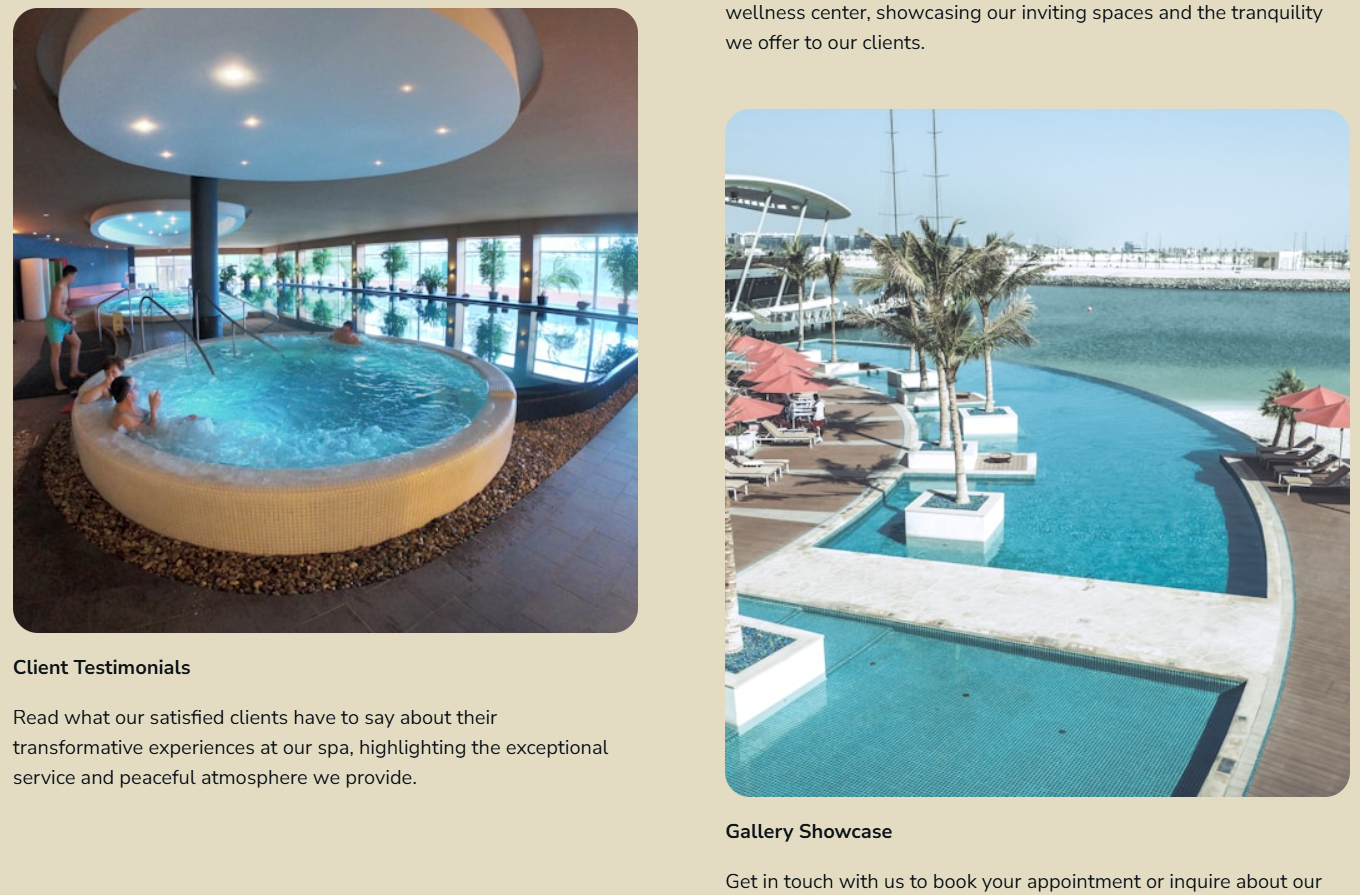 wellness center, showcasing our inviting spaces and the tranquility
we offer to our clients.
Client Testimonials
Read what our satisfied clients have to say about their
transformative experiences at our spa, highlighting the exceptional
service and peaceful atmosphere we provide.
Gallery Showcase
Get in touch with us to book your appointment or inquire about our